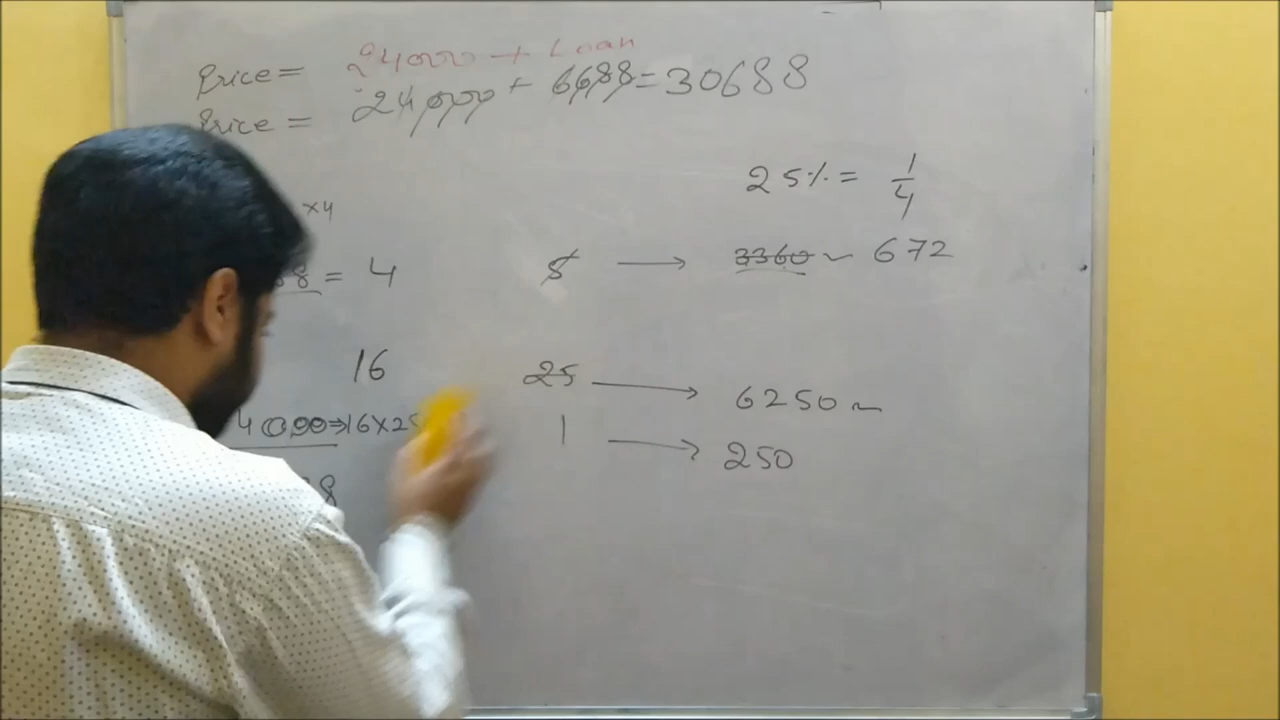 Price = 24000 + Loan
Price = 24000 + 6688 = 30688
25% = 1/4
×4
8 = 4
5 → 3360 ~ 672
16
25 → 6250 ~
4000 ⇒ 16×25
1 → 250
8